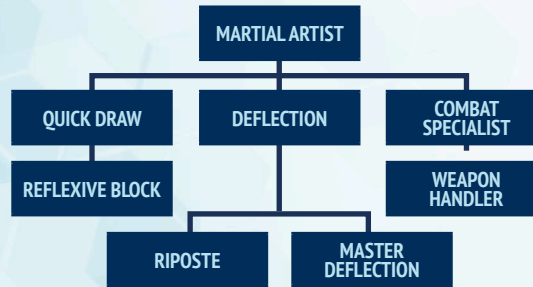 MARTIAL ARTIST
QUICK DRAW
DEFLECTION
COMBAT
SPECIALIST
REFLEXIVE BLOCK
WEAPON
HANDLER
RIPOSTE
MASTER
DEFLECTION